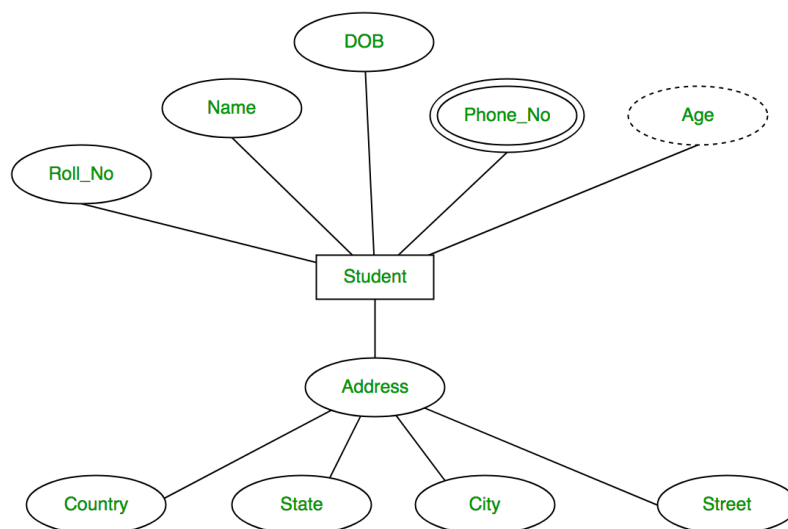 DOB
Name
Phone_No
Age
Roll_No
Student
Address
Country
State
City
Street